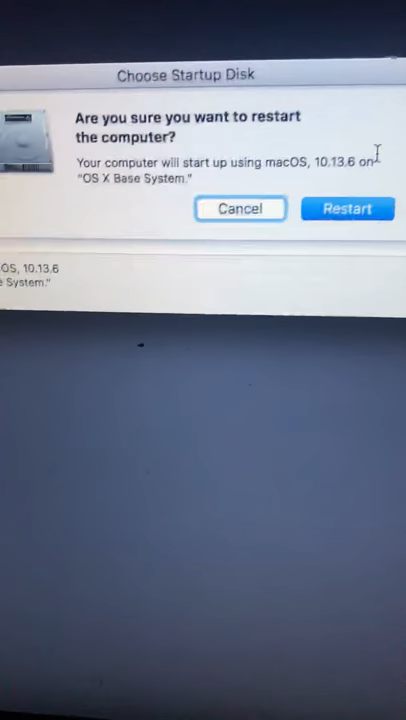 Choose Startup Disk
Are you sure you want to restart
the computer?
Your computer will start up using macOS, 10.13.6 on
"OS X Base System."
Cancel
Restart
OS, 10.13.6
e System."